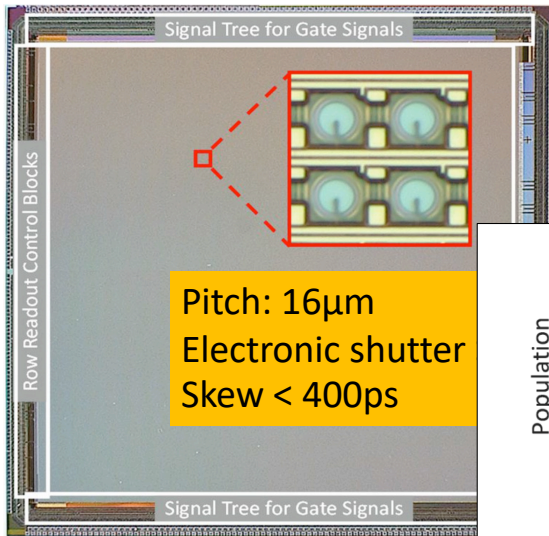 Signal Tree for Gate Signals
Row Readout Control Blocks
Pitch: 16μm
Electronic shutter
Skew < 400ps
Population
Signal Tree for Gate Signals